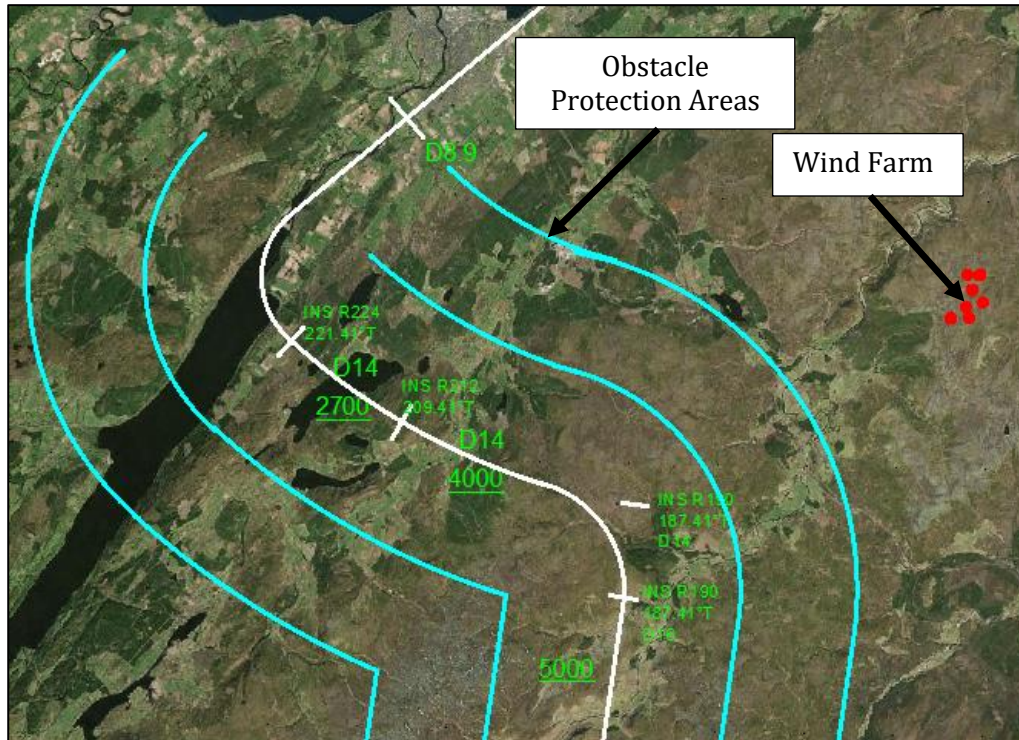 Obstacle
Protection Areas
Wind Farm
D8.9
INS R224
221.41°T
D14
2700
INS R212
209.41°T
D14
4000
INS R190
187.41°T
D14
INS R190
187.41°T
5000